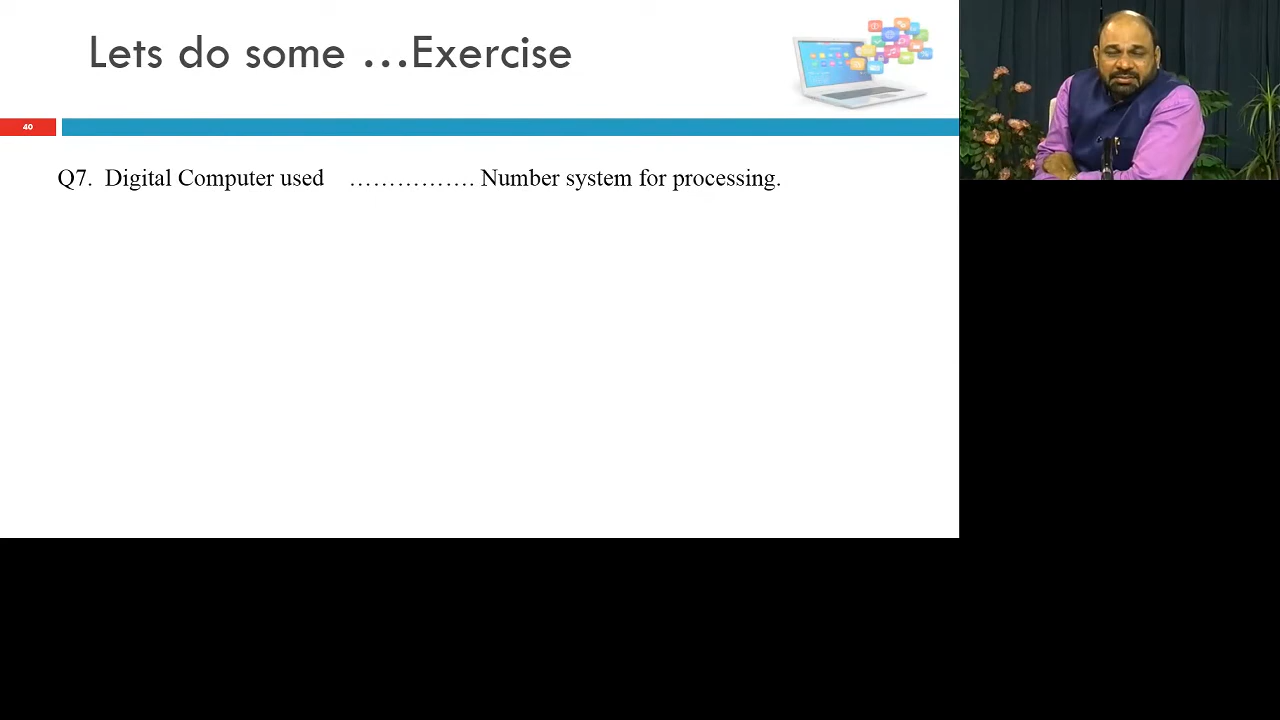 Lets do some ...Exercise
40
Q7. Digital Computer used ................ Number system for processing.